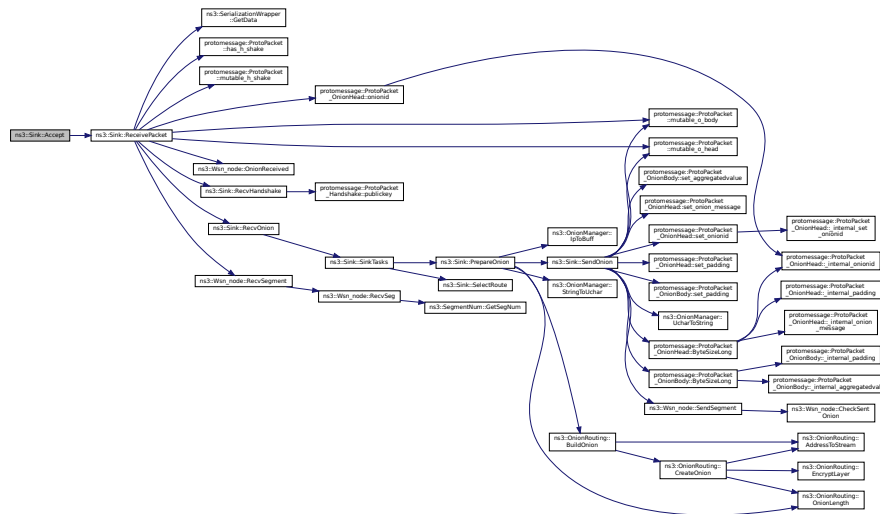 ns3::SerializationWrapper
::GetData
protomessage::ProtoPacket
::has_h_shake
protomessage::ProtoPacket
::mutable_h_shake
protomessage::ProtoPacket
_OnionHead::onionid
ns3::Sink::Accept
ns3::Sink::ReceivePacket
ns3::Wsn_node::OnionReceived
ns3::Sink::RecvHandshake
protomessage::ProtoPacket
_Handshake::publickey
ns3::Sink::RecvOnion
ns3::Wsn_node::RecvSegment
ns3::Sink::SinkTasks
ns3::Wsn_node::RecvSeg
ns3::Sink::PrepareOnion
ns3::Sink::SelectRoute
ns3::SegmentNum::GetSegNum
ns3::OnionManager::
IpToBuff
ns3::Sink::SendOnion
ns3::OnionManager::
StringToUchar
ns3::OnionRouting::
BuildOnion
protomessage::ProtoPacket
::mutable_o_body
protomessage::ProtoPacket
::mutable_o_head
protomessage::ProtoPacket
_OnionBody::set_aggregatedvalue
protomessage::ProtoPacket
_OnionHead::set_onion_message
protomessage::ProtoPacket
_OnionHead::set_onionid
protomessage::ProtoPacket
_OnionHead::set_padding
protomessage::ProtoPacket
_OnionBody::set_padding
ns3::OnionManager::
UcharToString
protomessage::ProtoPacket
_OnionHead::ByteSizeLong
protomessage::ProtoPacket
_OnionBody::ByteSizeLong
ns3::Wsn_node::SendSegment
ns3::OnionRouting::
CreateOnion
protomessage::ProtoPacket
_OnionHead::_internal_set
_onionid
protomessage::ProtoPacket
_OnionHead::_internal_onionid
protomessage::ProtoPacket
_OnionHead::_internal_padding
protomessage::ProtoPacket
_OnionHead::_internal_onion
_message
protomessage::ProtoPacket
_OnionBody::_internal_padding
protomessage::ProtoPacket
_OnionBody::_internal_aggregatedval
ns3::Wsn_node::CheckSent
Onion
ns3::OnionRouting::
AddressToStream
ns3::OnionRouting::
EncryptLayer
ns3::OnionRouting::
OnionLength